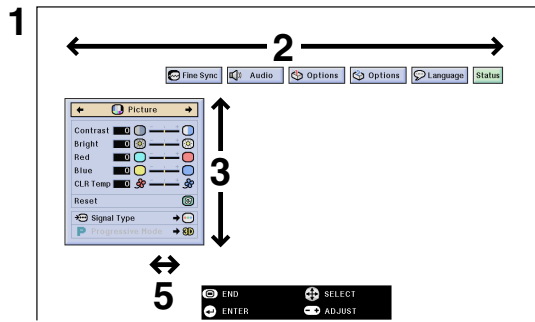 1
2
Fine Sync Audio Options Options Language Status
Picture
Contrast 0
Bright 0
Red 0
Blue 0
CLR Temp 0
3
Reset
Signal Type
P Progressive Mode 3D
5
END SELECT
ENTER ADJUST